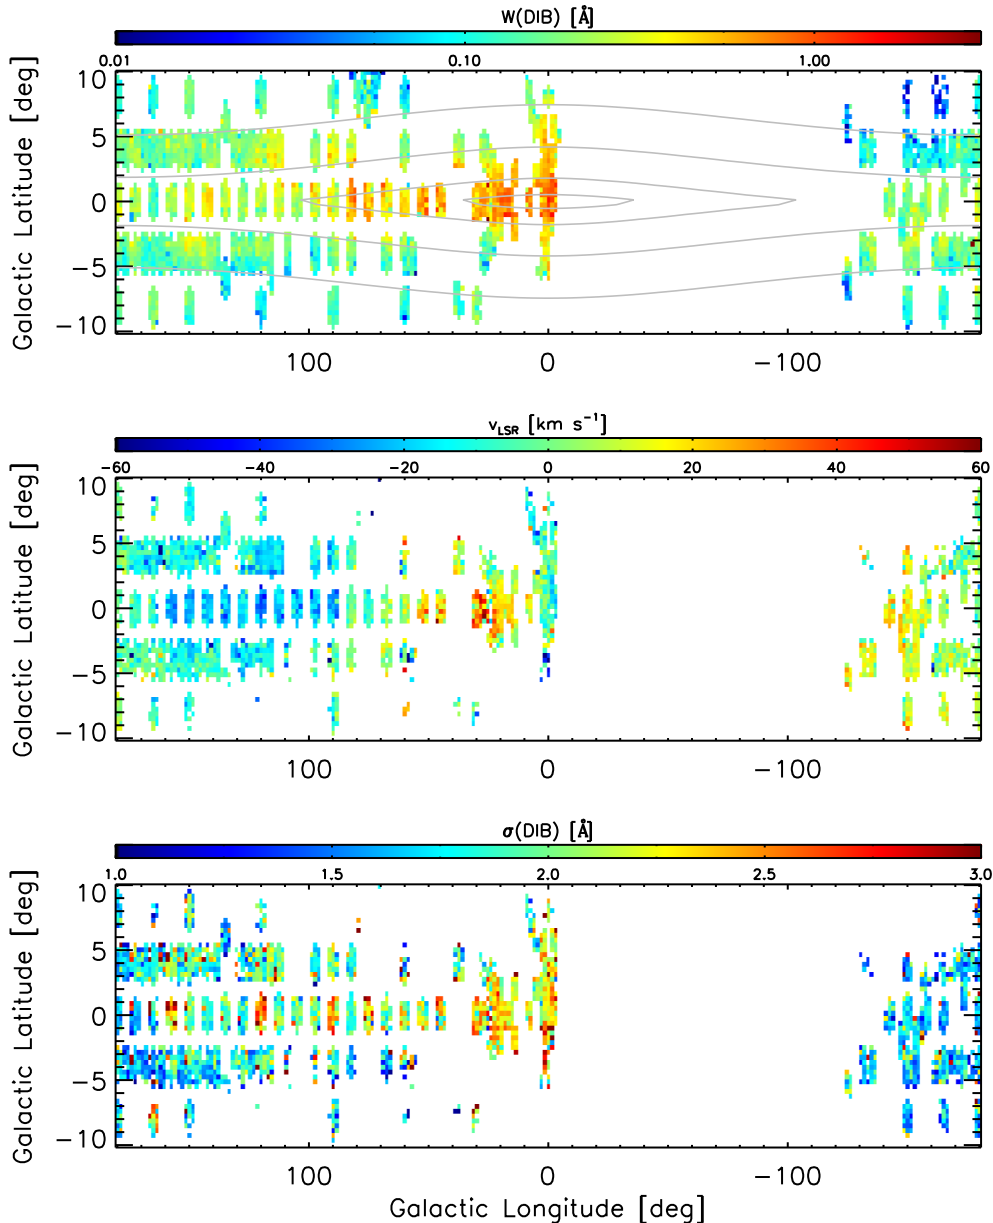 W(DIB) [Å]
0.01 0.10 1.00
10
5
0
−5
−10
Galactic Latitude [deg]
100 0 −100
v_LSR [km s⁻¹]
−60 −40 −20 0 20 40 60
10
5
0
−5
−10
Galactic Latitude [deg]
100 0 −100
σ(DIB) [Å]
1.0 1.5 2.0 2.5 3.0
10
5
0
−5
−10
Galactic Latitude [deg]
100 0 −100
Galactic Longitude [deg]